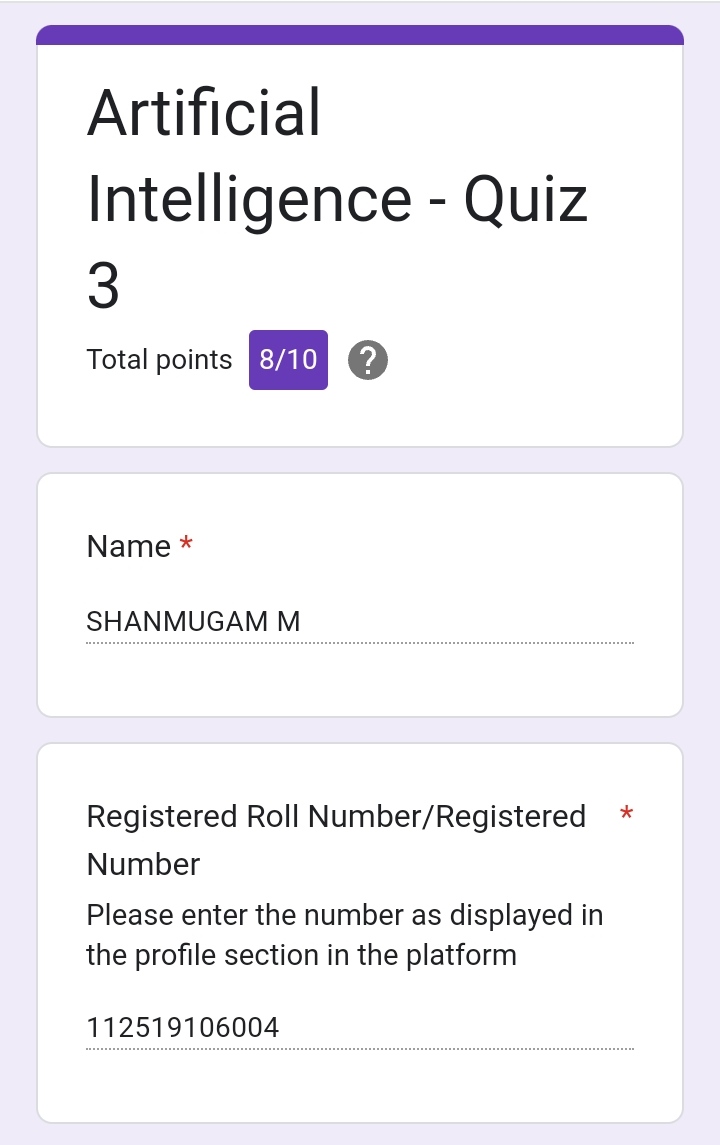 Artificial
Intelligence - Quiz
3
Total points 8/10 ?
Name *
SHANMUGAM M
Registered Roll Number/Registered *
Number
Please enter the number as displayed in
the profile section in the platform
112519106004